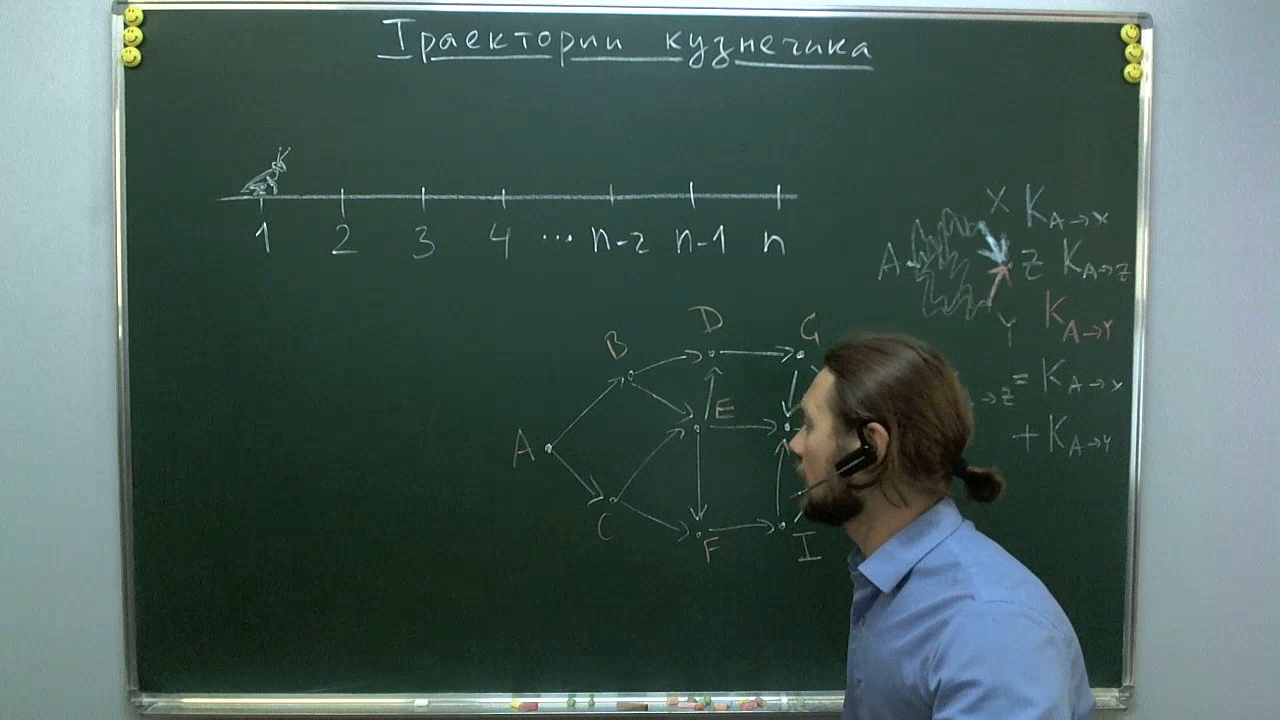 Траектории кузнечика
1 2 3 4 ... n-2 n-1 n
X K A→X
A Z K A→Z
Y K A→Y
→Z = K A→X
+ K A→Y
D G
B
E
A
C F I